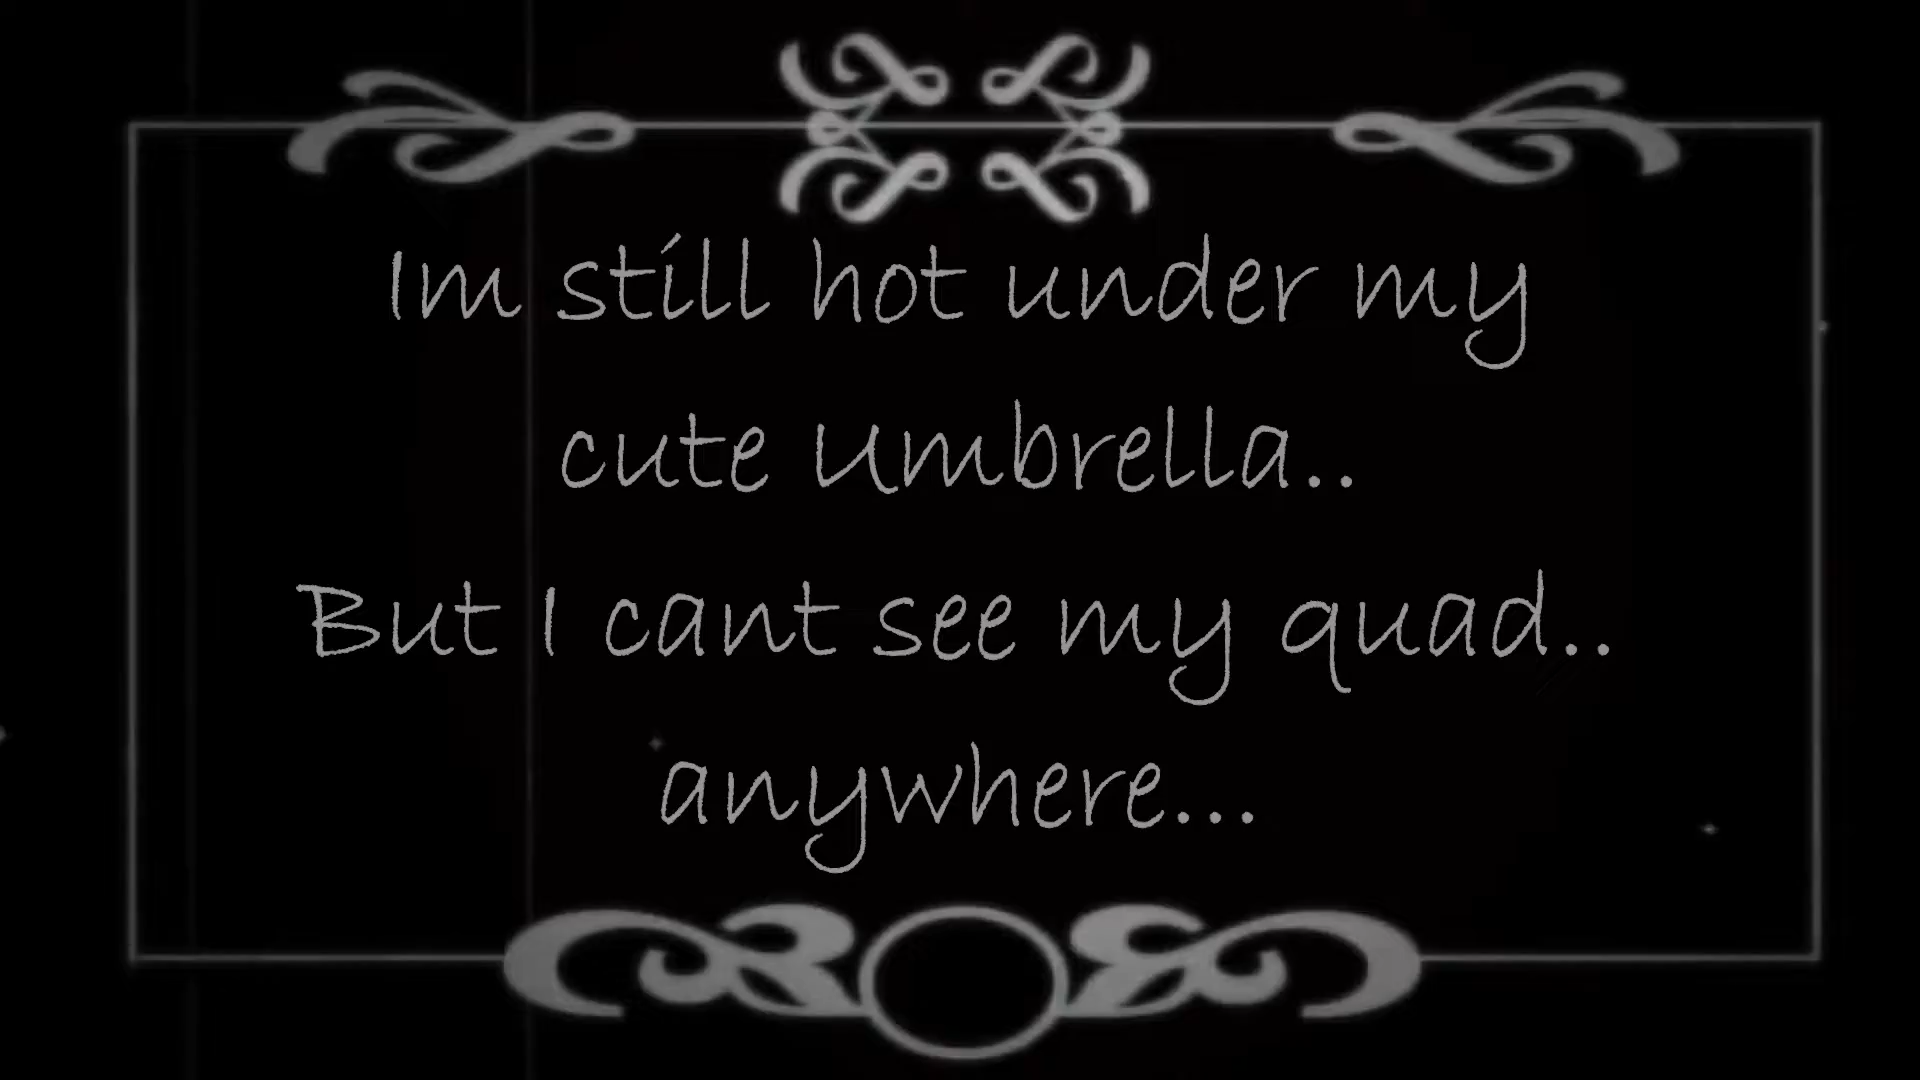 Im still hot under my
cute Umbrella..
But I cant see my quad..
anywhere...